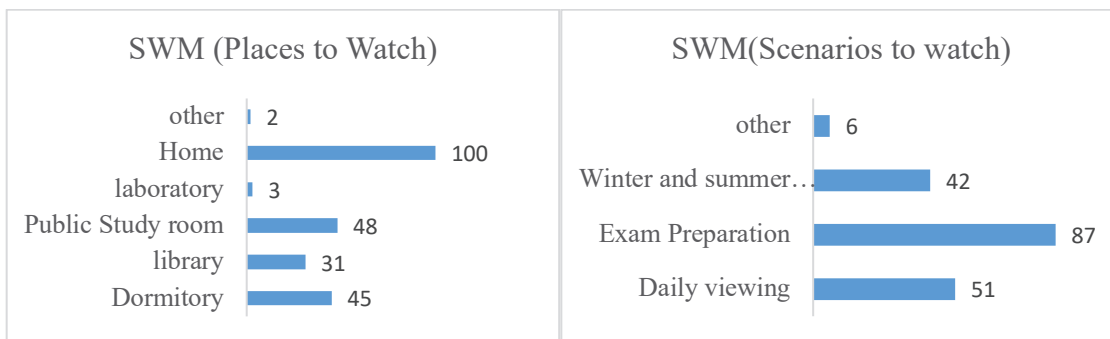 SWM (Places to Watch)
other 2
Home 100
laboratory 3
Public Study room 48
library 31
Dormitory 45
SWM(Scenarios to watch)
other 6
Winter and summer… 42
Exam Preparation 87
Daily viewing 51